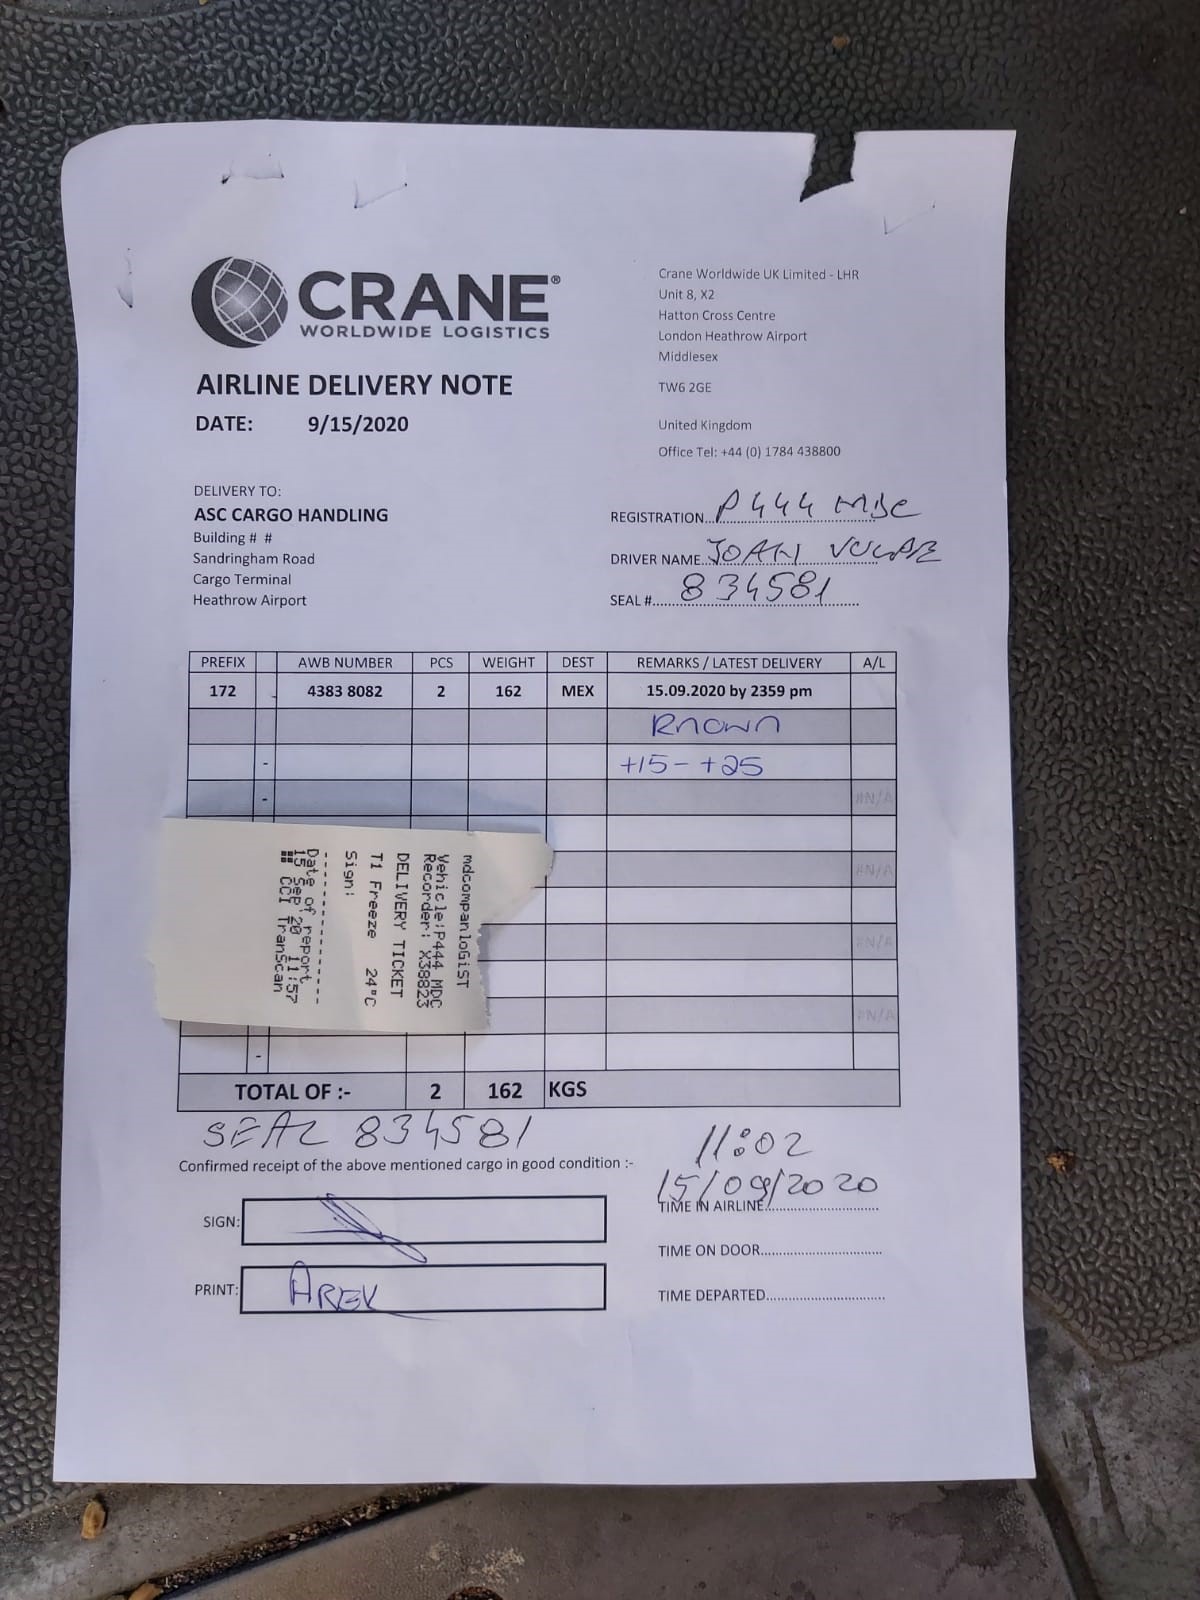 CRANE®
WORLDWIDE LOGISTICS
AIRLINE DELIVERY NOTE
DATE: 9/15/2020
Crane Worldwide UK Limited - LHR
Unit 8, X2
Hatton Cross Centre
London Heathrow Airport
Middlesex
TW6 2GE
United Kingdom
Office Tel: +44 (0) 1784 438800
DELIVERY TO:
ASC CARGO HANDLING
Building # #
Sandringham Road
Cargo Terminal
Heathrow Airport
REGISTRATION... P444 MDC
DRIVER NAME.. IOAN
SEAL #... 834581
PREFIX AWB NUMBER PCS WEIGHT DEST REMARKS / LATEST DELIVERY A/L
172 - 4383 8082 2 162 MEX 15.09.2020 by 2359 pm
Known
- +15 - +25
- #N/A
#N/A
#N/A
#N/A
-
mdcompanloGiST
Vehicle:P444 MDC
Recorder: X38823
DELIVERY TICKET
T1 Freeze 24°C
Sign:
--------------------
Date of report
15 Sep 20 11:57
## CCI TranScan
TOTAL OF :- 2 162 KGS
SEAL 834581
Confirmed receipt of the above mentioned cargo in good condition :-
SIGN:
PRINT: AREK
11:02
15/09/2020
TIME IN AIRLINE...
TIME ON DOOR...
TIME DEPARTED...